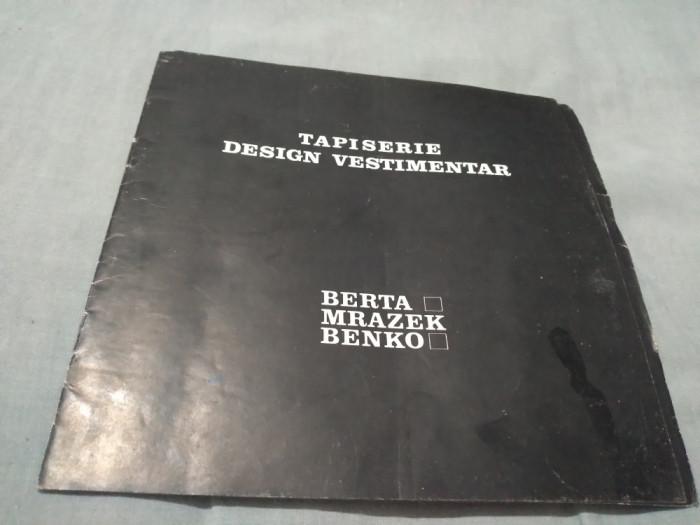 TAPISERIE
DESIGN VESTIMENTAR
BERTA
MRAZEK
BENKO